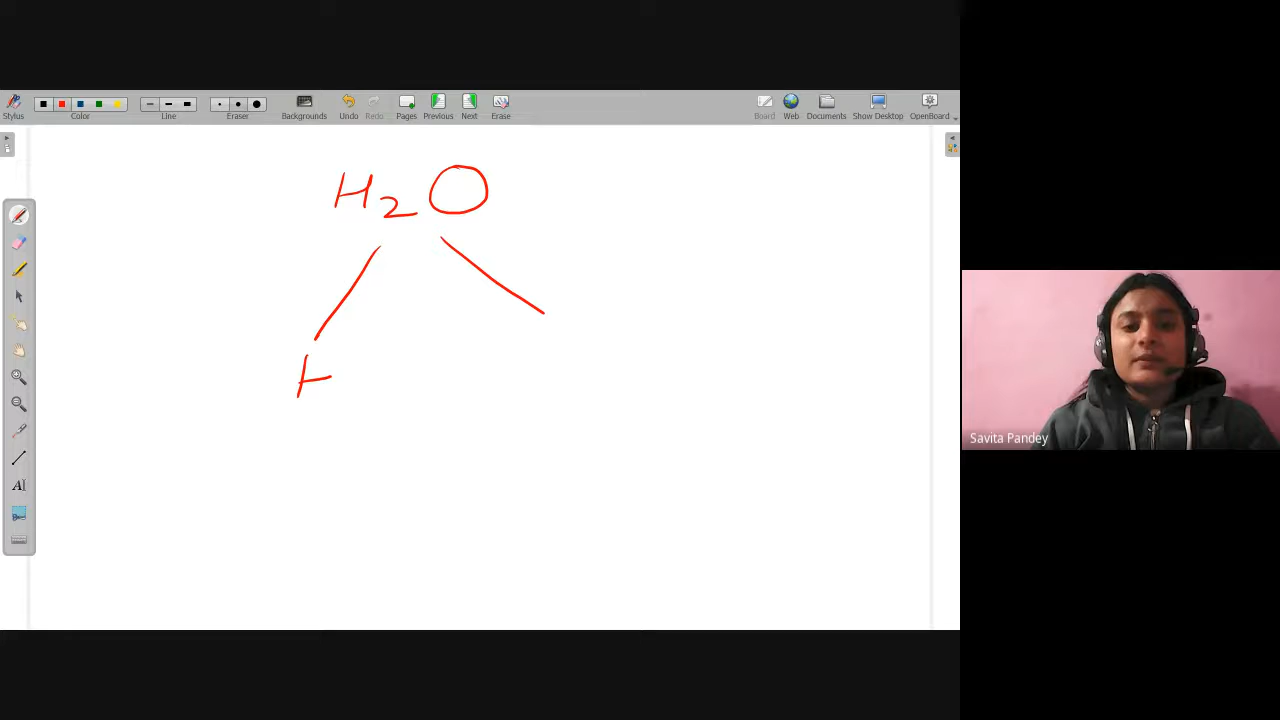 Stylus Color Line Eraser Backgrounds Undo Redo Pages Previous Next Erase Board Web Documents Show Desktop OpenBoard
H2O
H
AI
Savita Pandey